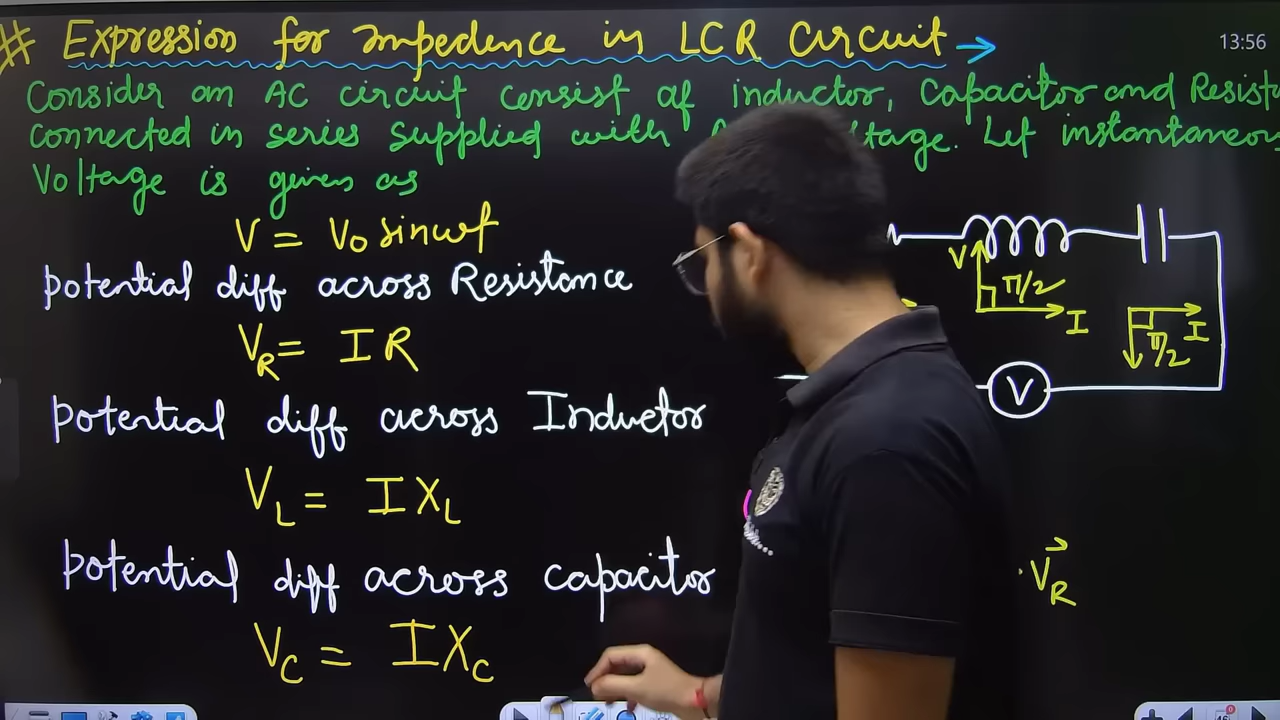 # Expression for impedence in LCR Circuit →
13:56
Consider an AC circuit consist of inductor, Capacitor and
connected in series supplied with Let
Voltage is given as
V = V₀ sinωt
potential diff across Resistance
V_R = IR
potential diff across Inductor
V_L = IX_L
potential diff across capacitor
V_C = IX_C
V π/2 I
I π/2
V
V_R